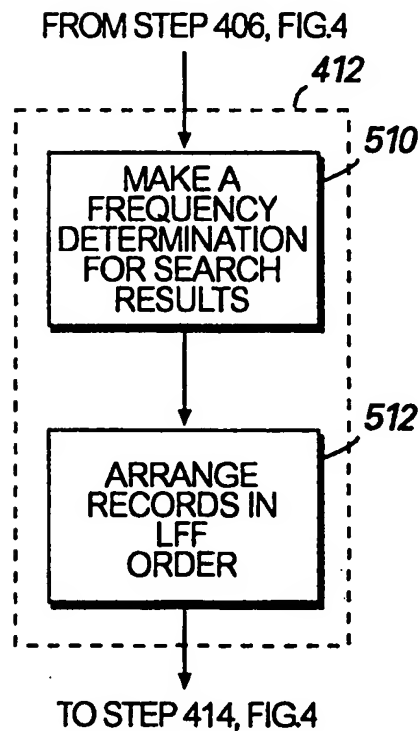 FROM STEP 406, FIG.4
412
510
MAKE A
FREQUENCY
DETERMINATION
FOR SEARCH
RESULTS
512
ARRANGE
RECORDS IN
LFF
ORDER
TO STEP 414, FIG.4